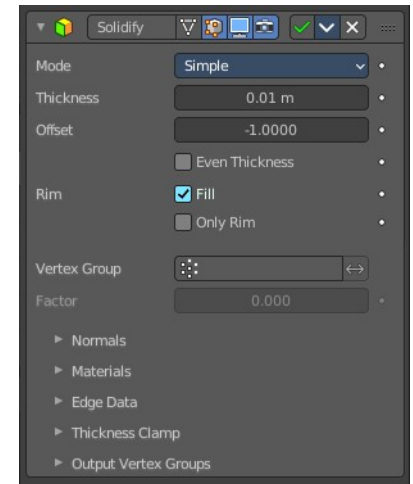 Solidify
Mode Simple
Thickness 0.01 m
Offset -1.0000
Even Thickness
Rim Fill
Only Rim
Vertex Group
Factor 0.000
Normals
Materials
Edge Data
Thickness Clamp
Output Vertex Groups